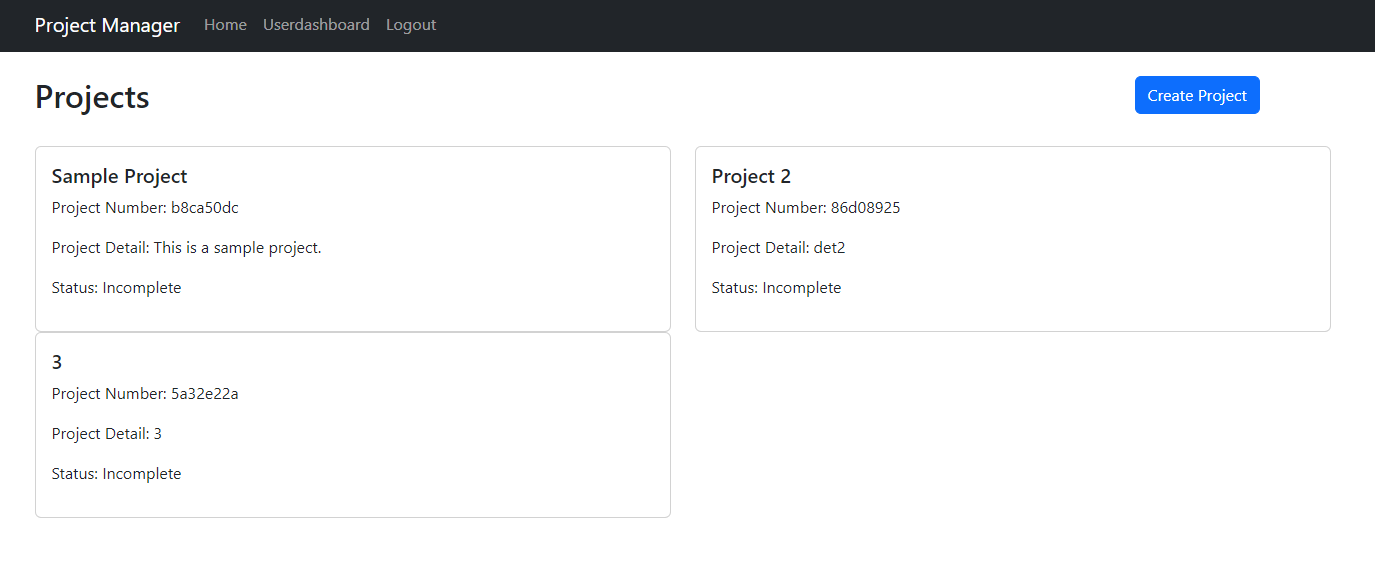 Project Manager Home Userdashboard Logout
Projects
Create Project
Sample Project
Project Number: b8ca50dc
Project Detail: This is a sample project.
Status: Incomplete
Project 2
Project Number: 86d08925
Project Detail: det2
Status: Incomplete
3
Project Number: 5a32e22a
Project Detail: 3
Status: Incomplete